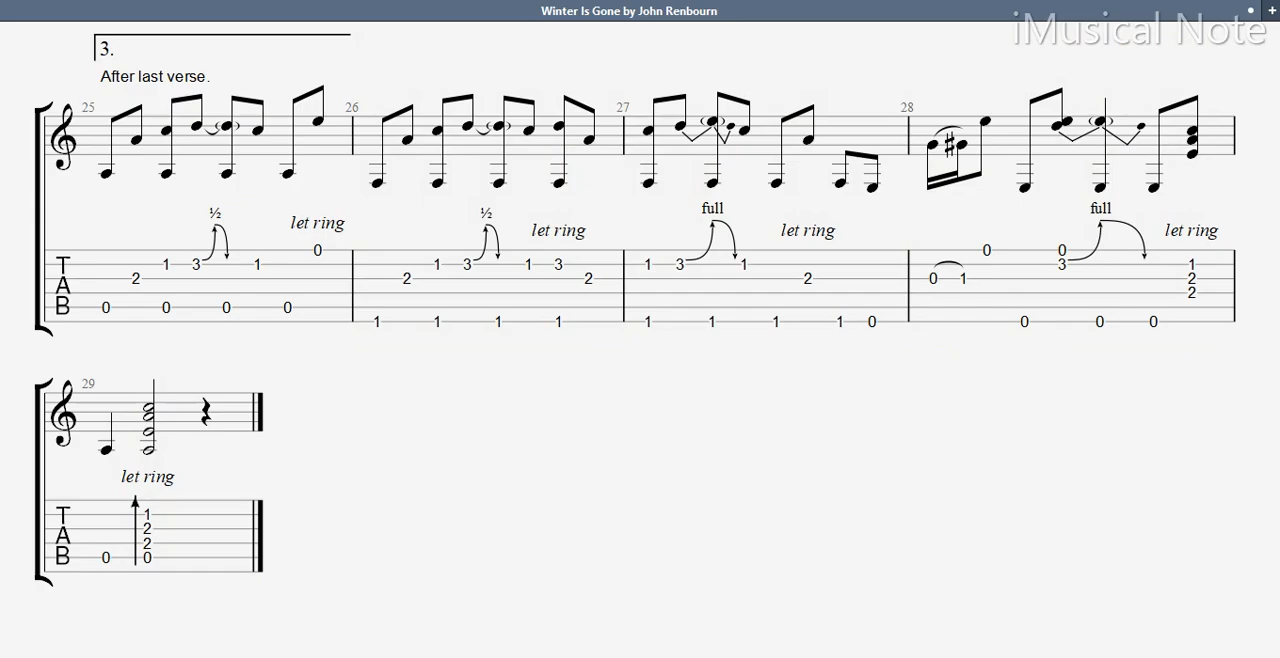 Winter Is Gone by John Renbourn
iMusical Note
3.
After last verse.
25 26 27 28
½ ½ full full
let ring let ring let ring let ring
T
A
B
0 0 0
1 3 1 1 3 1 3 1 3 1 3 1
2 2 2 2 0 1 2
2
0 0 0 0
1 1 1 1 1 1 1 1 0 0 0 0
29
let ring
T
A
B
1
2
2
0 0